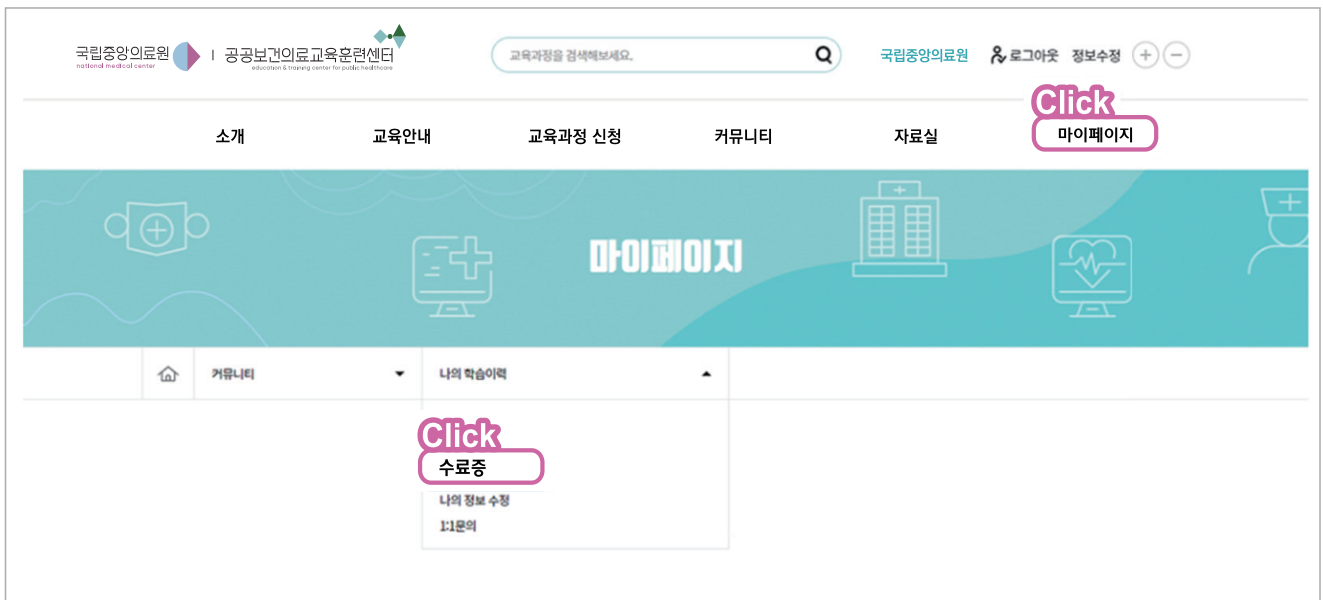 국립중앙의료원
national medical center
공공보건의료교육훈련센터
education & training center for public healthcare
교육과정을 검색해보세요.
국립중앙의료원 로그아웃 정보수정
Click
소개 교육안내 교육과정 신청 커뮤니티 자료실 마이페이지
마이페이지
커뮤니티 나의 학습이력
Click
수료증
나의 정보 수정
1:1문의